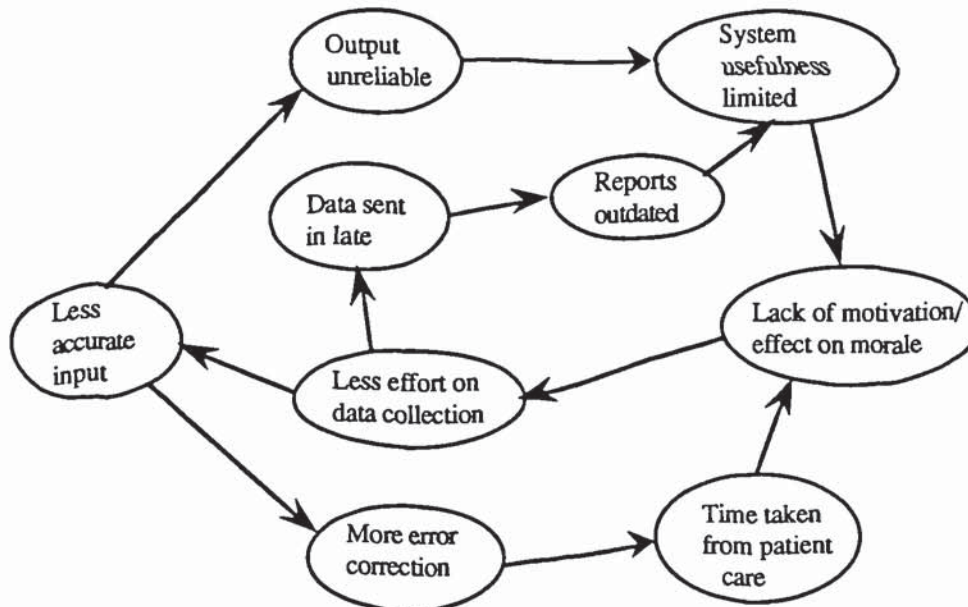 Output
unreliable
System
usefulness
limited
Data sent
in late
Reports
outdated
Less
accurate
input
Lack of motivation/
effect on morale
Less effort on
data collection
More error
correction
Time taken
from patient
care